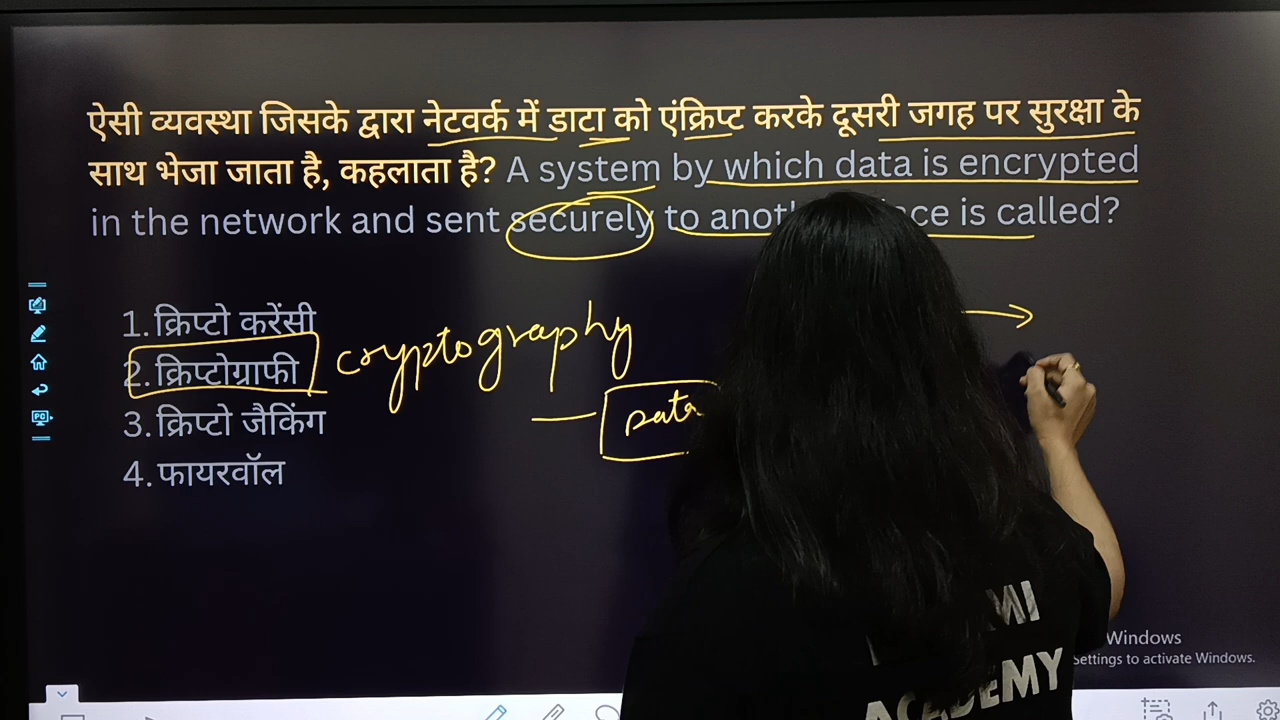 ऐसी व्यवस्था जिसके द्वारा नेटवर्क में डाटा को एंक्रिप्ट करके दूसरी जगह पर सुरक्षा के
साथ भेजा जाता है, कहलाता है? A system by which data is encrypted
in the network and sent securely to is called?
1. क्रिप्टो करेंसी
2. क्रिप्टोग्राफी
cryptography
3. क्रिप्टो जैकिंग
Data
4. फायरवॉल
PC
Windows
Settings to activate Windows.
ACADEMY